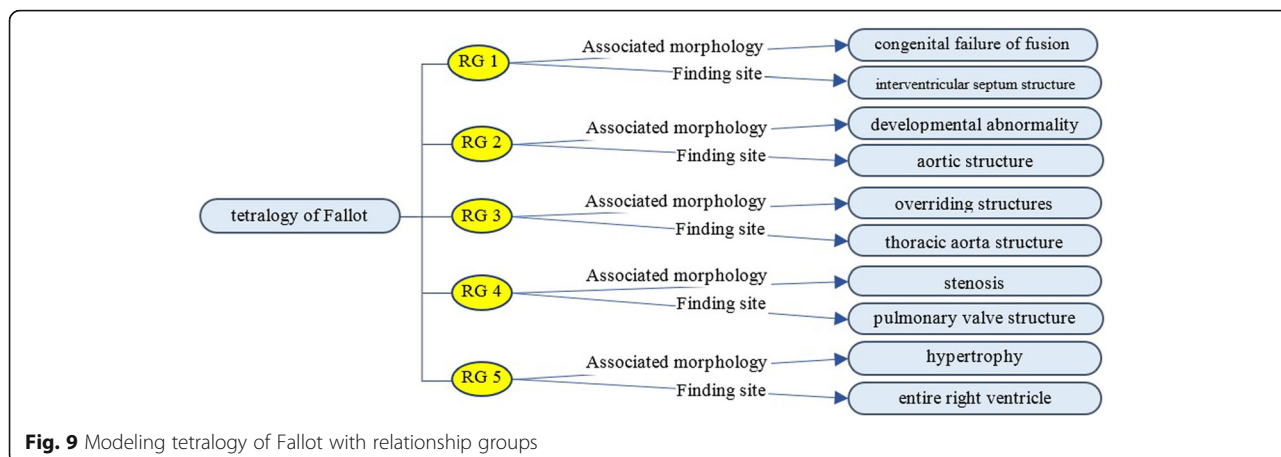 RG 1
Associated morphology
congenital failure of fusion
Finding site
interventricular septum structure
RG 2
Associated morphology
developmental abnormality
Finding site
aortic structure
tetralogy of Fallot
RG 3
Associated morphology
overriding structures
Finding site
thoracic aorta structure
RG 4
Associated morphology
stenosis
Finding site
pulmonary valve structure
RG 5
Associated morphology
hypertrophy
Finding site
entire right ventricle
Fig. 9 Modeling tetralogy of Fallot with relationship groups